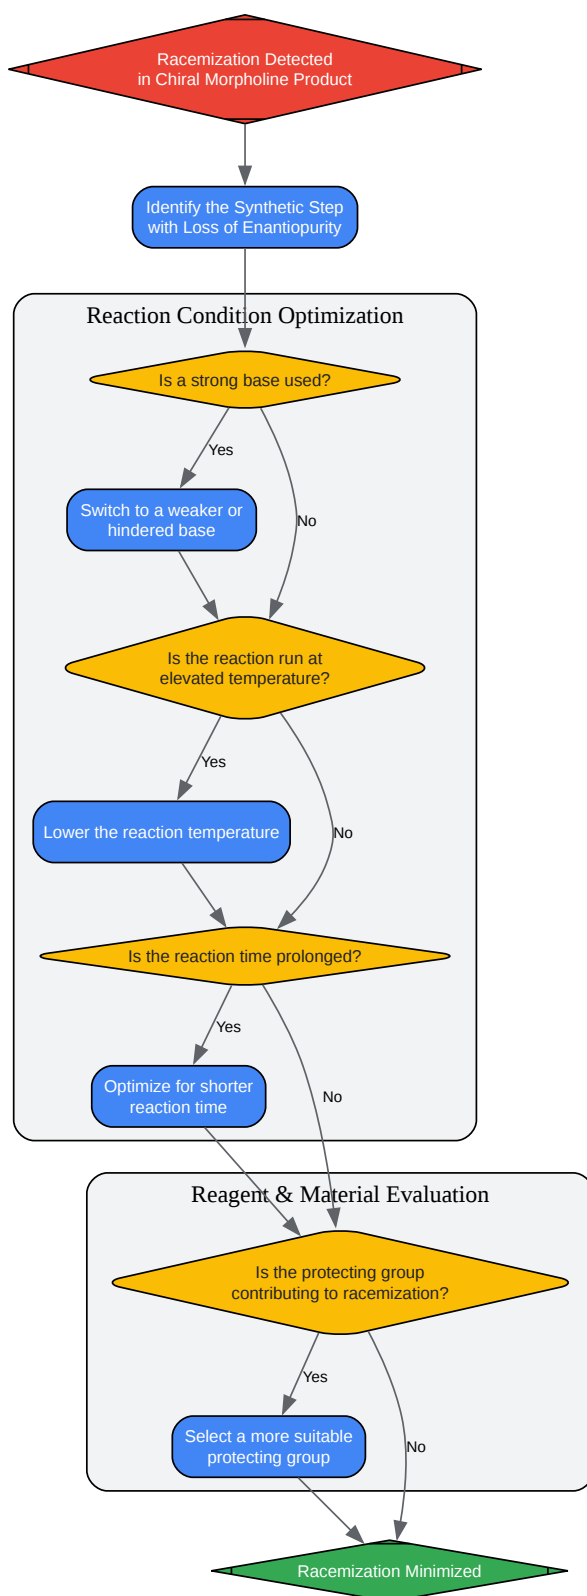 Racemization Detected
in Chiral Morpholine Product
Identify the Synthetic Step
with Loss of Enantiopurity
Reaction Condition Optimization
Is a strong base used?
Yes
Switch to a weaker or
hindered base
No
Is the reaction run at
elevated temperature?
Yes
Lower the reaction temperature
No
Is the reaction time prolonged?
Yes
Optimize for shorter
reaction time
No
Reagent & Material Evaluation
Is the protecting group
contributing to racemization?
Yes
Select a more suitable
protecting group
No
Racemization Minimized